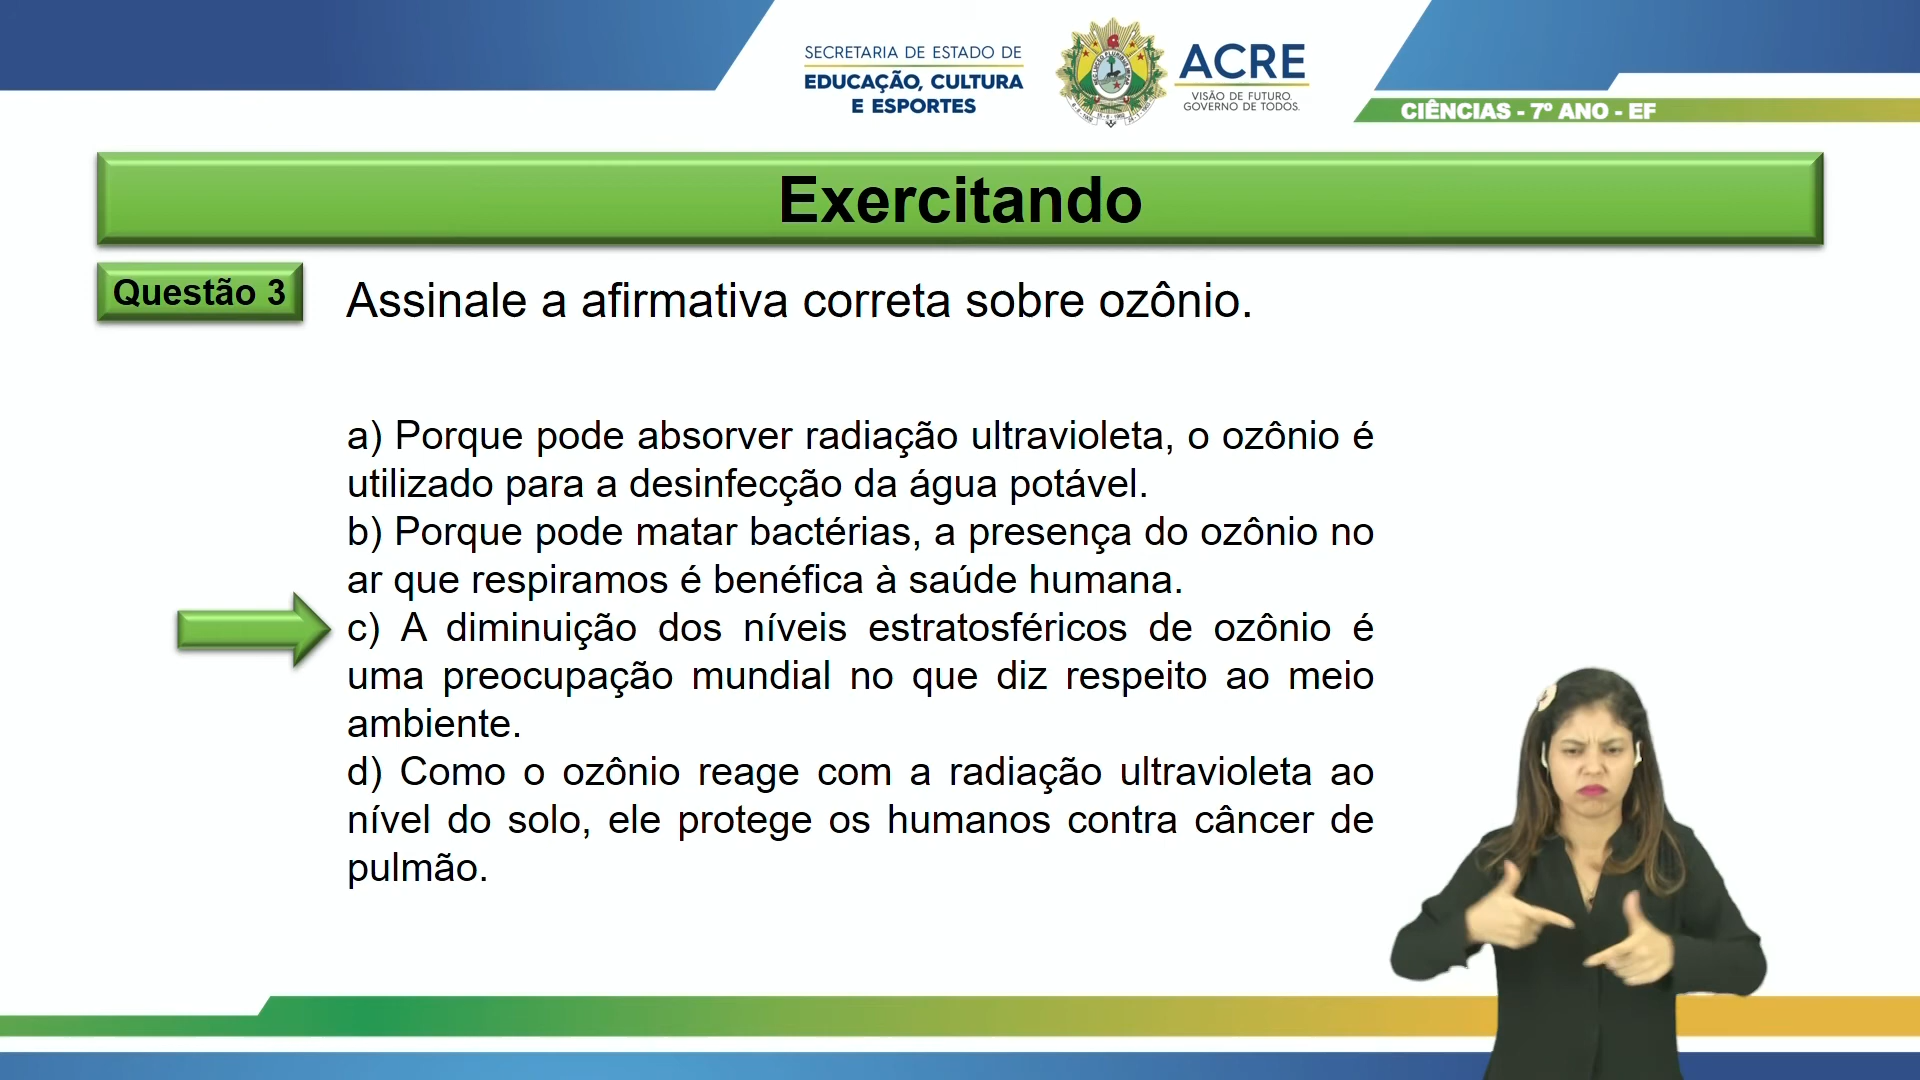 SECRETARIA DE ESTADO DE
EDUCAÇÃO, CULTURA
E ESPORTES
ACRE
VISÃO DE FUTURO.
GOVERNO DE TODOS.
CIÊNCIAS - 7º ANO - EF
Exercitando
Questão 3
Assinale a afirmativa correta sobre ozônio.
a) Porque pode absorver radiação ultravioleta, o ozônio é
utilizado para a desinfecção da água potável.
b) Porque pode matar bactérias, a presença do ozônio no
ar que respiramos é benéfica à saúde humana.
c) A diminuição dos níveis estratosféricos de ozônio é
uma preocupação mundial no que diz respeito ao meio
ambiente.
d) Como o ozônio reage com a radiação ultravioleta ao
nível do solo, ele protege os humanos contra câncer de
pulmão.